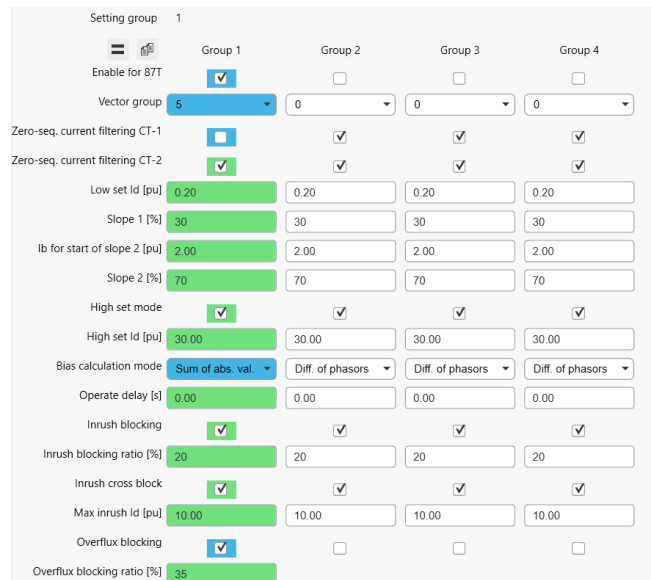 Setting group 1
Group 1 Group 2 Group 3 Group 4
Enable for 87T
Vector group 5 0 0 0
Zero-seq. current filtering CT-1
Zero-seq. current filtering CT-2
Low set Id [pu] 0.20 0.20 0.20 0.20
Slope 1 [%] 30 30 30 30
Ib for start of slope 2 [pu] 2.00 2.00 2.00 2.00
Slope 2 [%] 70 70 70 70
High set mode
High set Id [pu] 30.00 30.00 30.00 30.00
Bias calculation mode Sum of abs. val. Diff. of phasors Diff. of phasors Diff. of phasors
Operate delay [s] 0.00 0.00 0.00 0.00
Inrush blocking
Inrush blocking ratio [%] 20 20 20 20
Inrush cross block
Max inrush Id [pu] 10.00 10.00 10.00 10.00
Overflux blocking
Overflux blocking ratio [%] 35